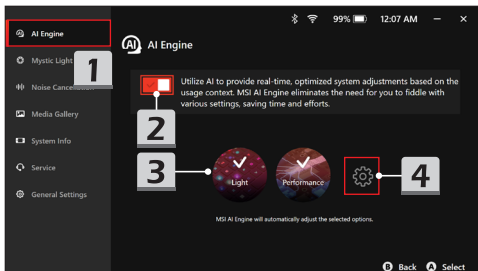 99% 12:07 AM
AI Engine
Mystic Light
Noise Cancellation
Media Gallery
System Info
Service
General Settings
1
AI AI Engine
Utilize AI to provide real-time, optimized system adjustments based on the
usage context. MSI AI Engine eliminates the need for you to fiddle with
various settings, saving time and efforts.
2
3
Light
Performance
4
MSI AI Engine will automatically adjust the selected options.
B Back A Select